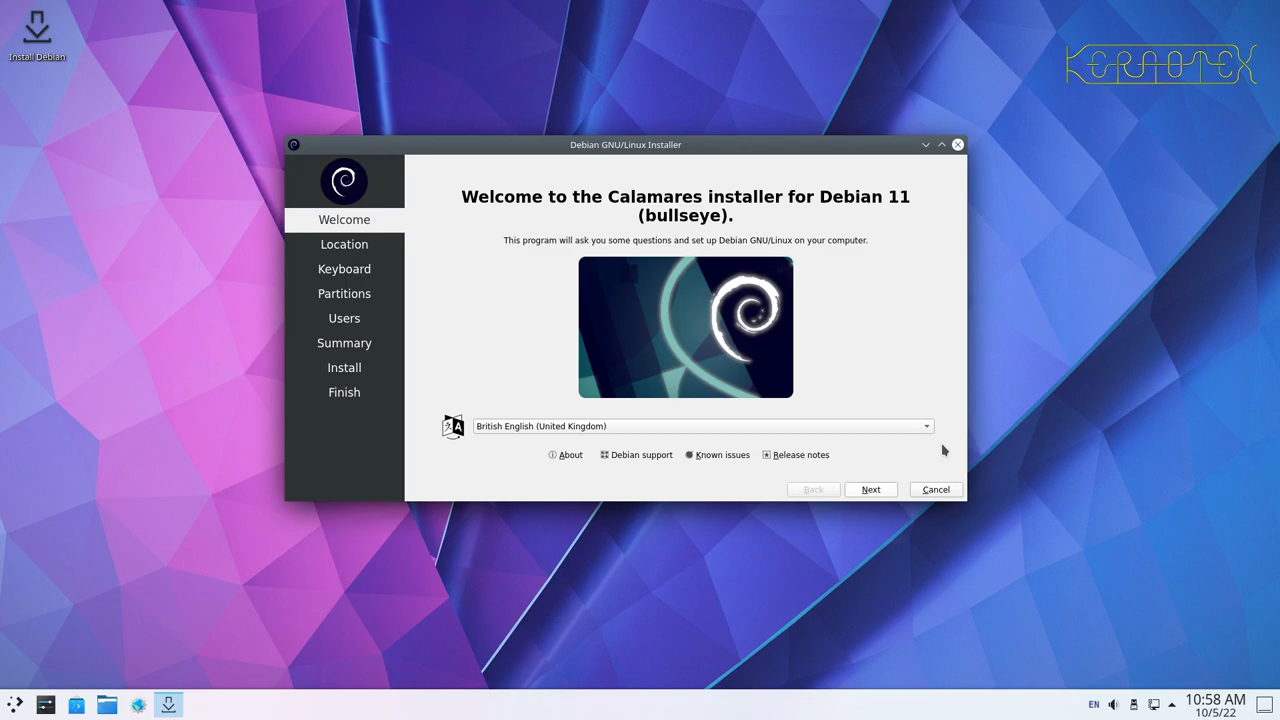 Install Debian
KERAOTEX
Debian GNU/Linux Installer
Welcome
Location
Keyboard
Partitions
Users
Summary
Install
Finish
Welcome to the Calamares installer for Debian 11
(bullseye).
This program will ask you some questions and set up Debian GNU/Linux on your computer.
British English (United Kingdom)
About Debian support Known issues Release notes
Back Next Cancel
EN
10:58 AM
10/5/22